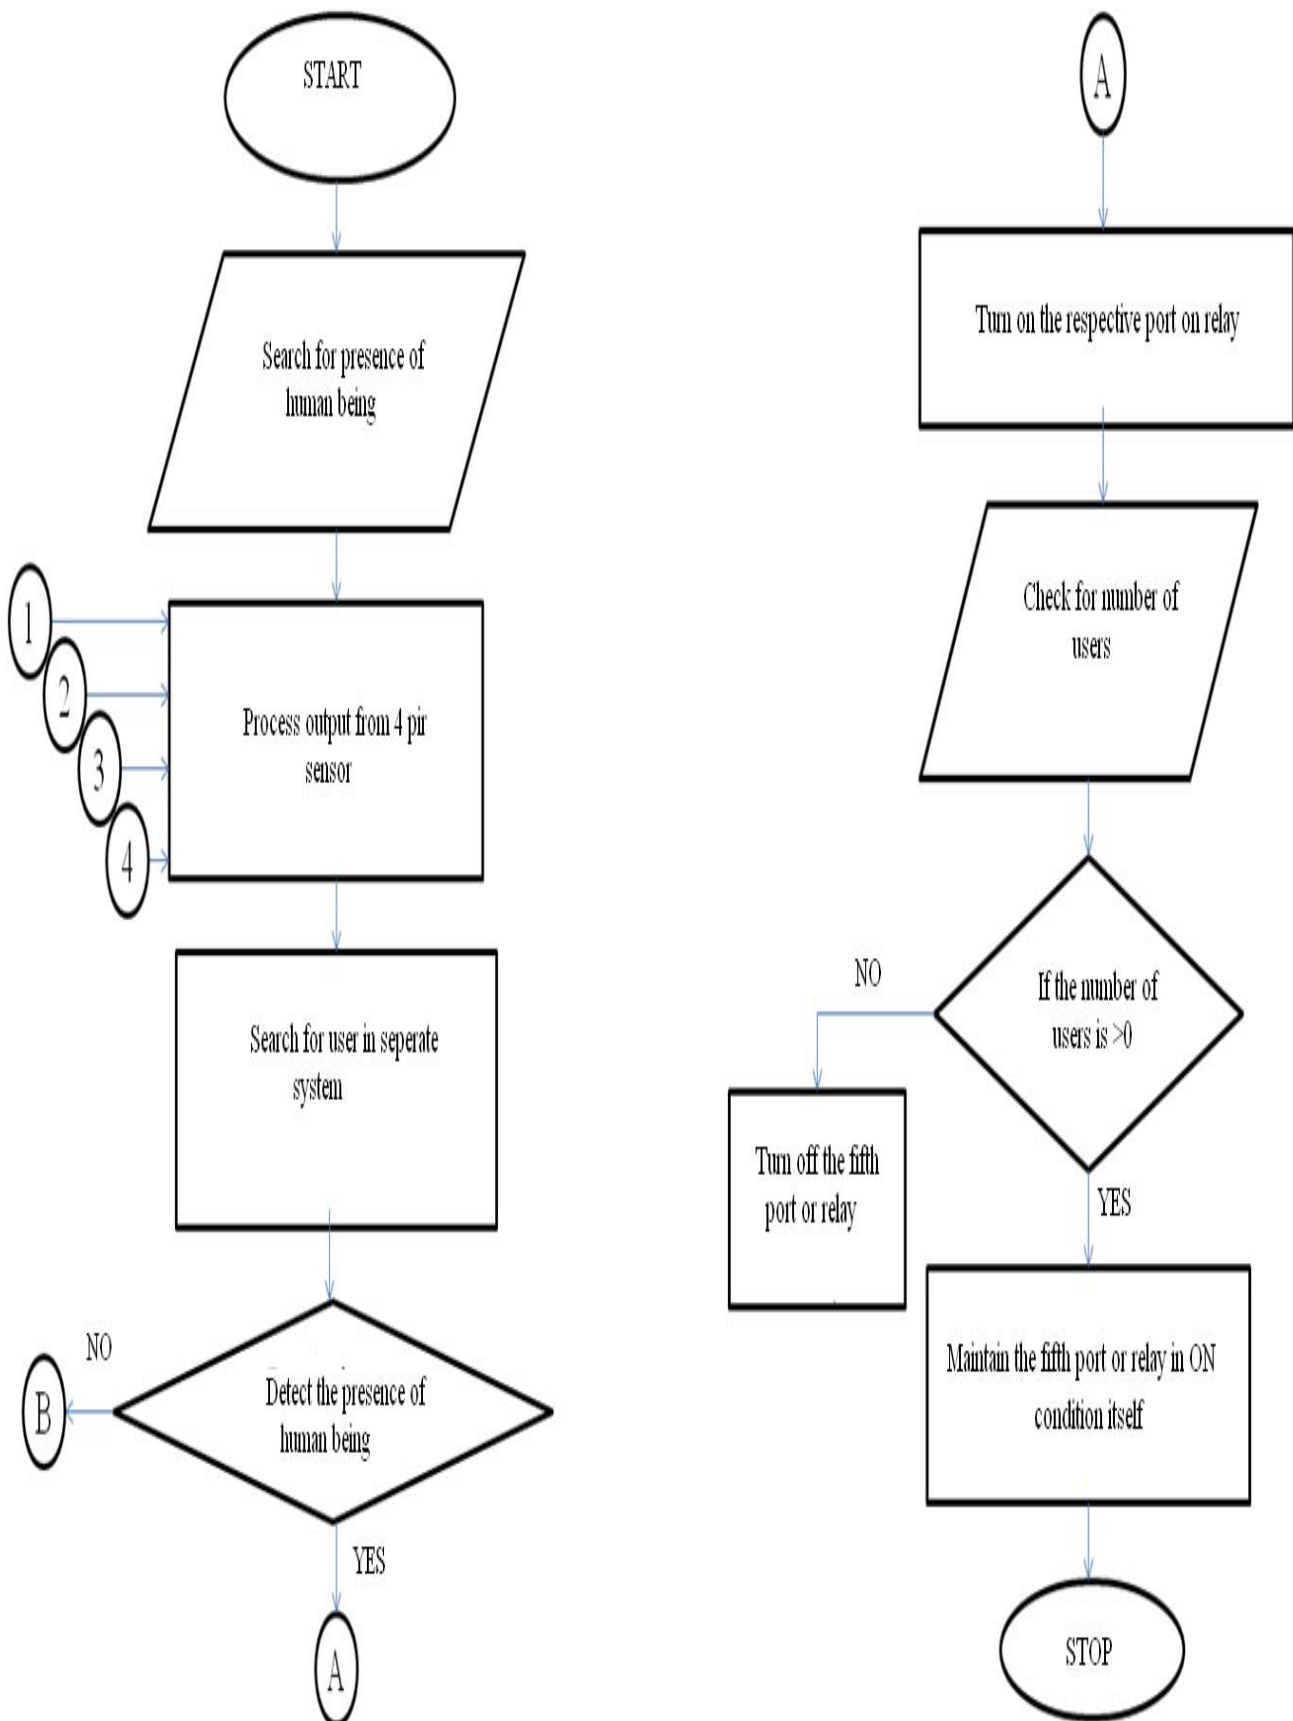 START
Search for presence of
human being
1
2
3
4
Process output from 4 pir
sensor
Search for user in seperate
system
Detect the presence of
human being
NO
B
YES
A
A
Turn on the respective port on relay
Check for number of
users
If the number of
users is >0
NO
Turn off the fifth
port or relay
YES
Maintain the fifth port or relay in ON
condition itself
STOP